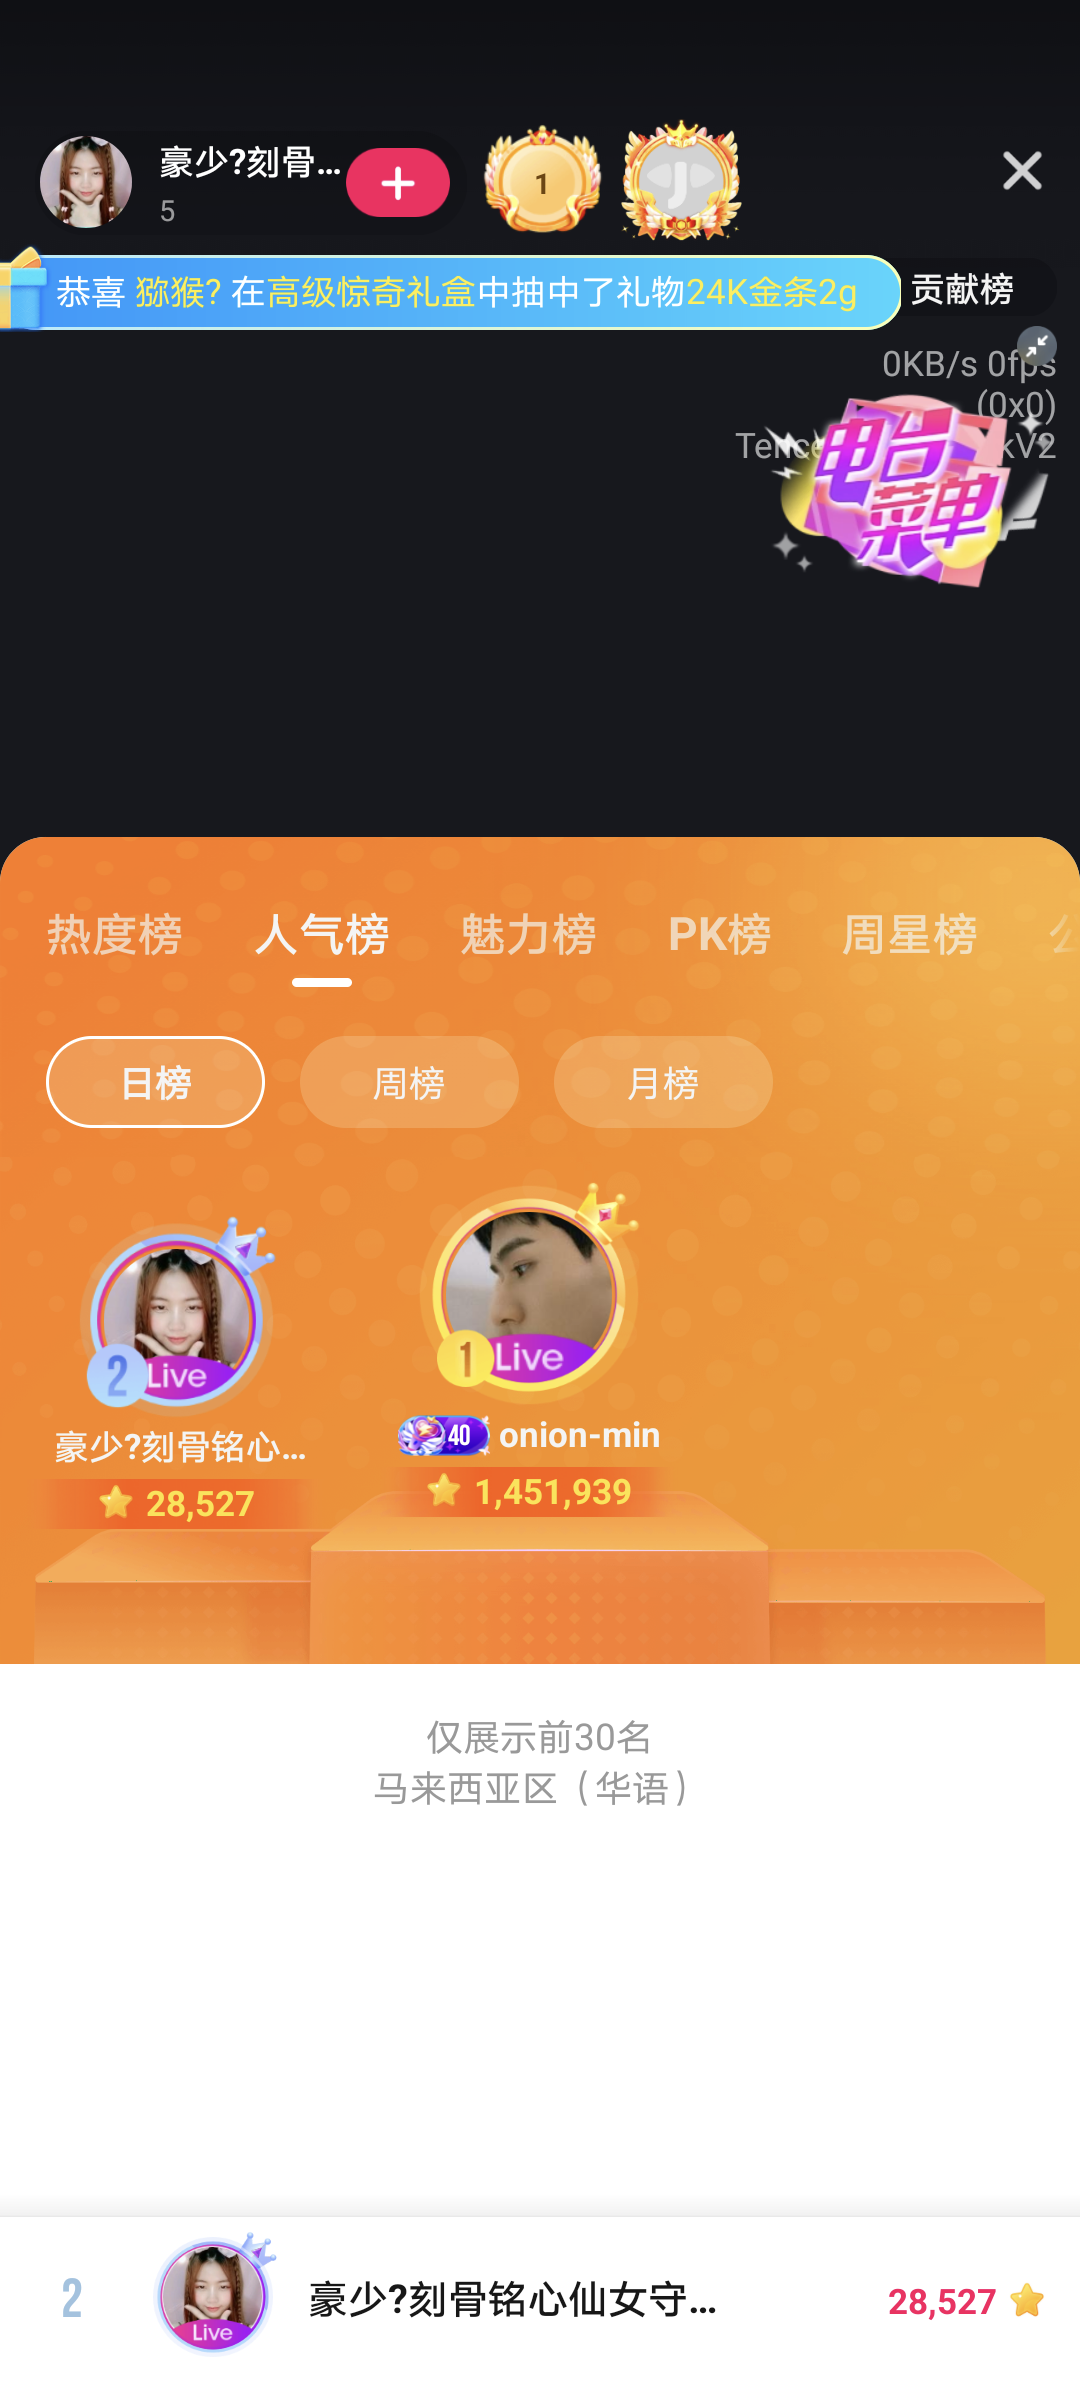 豪少?刻骨...
5
1
恭喜 猕猴? 在高级惊奇礼盒中抽中了礼物24K金条2g
贡献榜
0KB/s 0fps
(0x0)
电台
菜单
热度榜 人气榜 魅力榜 PK榜 周星榜
日榜 周榜 月榜
2 Live
1 Live
豪少?刻骨铭心...
40 onion-min
28,527
1,451,939
仅展示前30名
马来西亚区（华语）
2 Live 豪少?刻骨铭心仙女守... 28,527